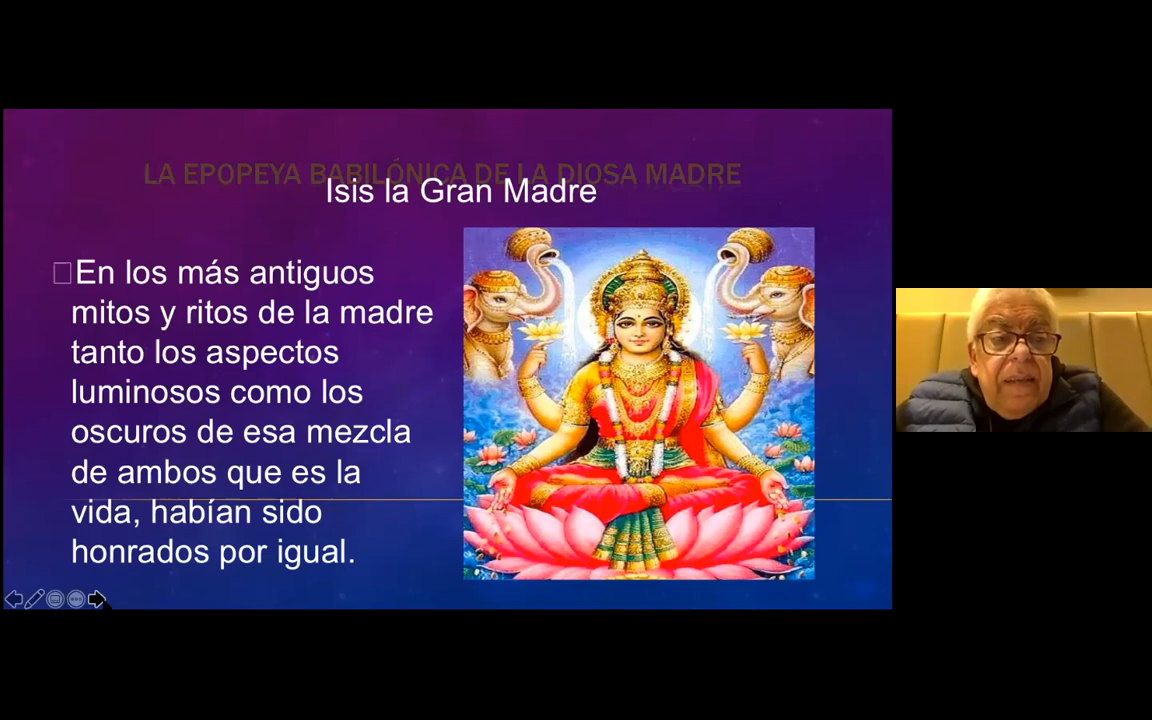 LA EPOPEYA BABILÓNICA DE LA DIOSA MADRE
Isis la Gran Madre
En los más antiguos
mitos y ritos de la madre
tanto los aspectos
luminosos como los
oscuros de esa mezcla
de ambos que es la
vida, habían sido
honrados por igual.